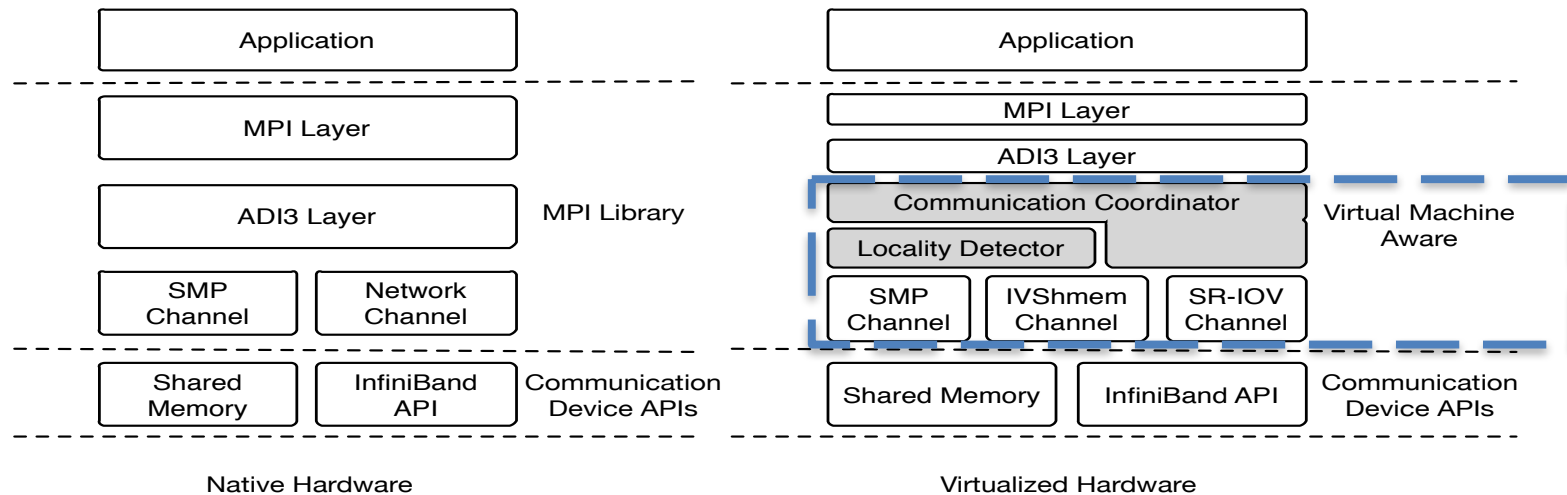 Application
MPI Layer
ADI3 Layer
MPI Library
SMP
Channel
Network
Channel
Shared
Memory
InfiniBand
API
Communication
Device APIs
Native Hardware
Application
MPI Layer
ADI3 Layer
Communication Coordinator
Locality Detector
Virtual Machine
Aware
SMP
Channel
IVShmem
Channel
SR-IOV
Channel
Shared Memory
InfiniBand API
Communication
Device APIs
Virtualized Hardware